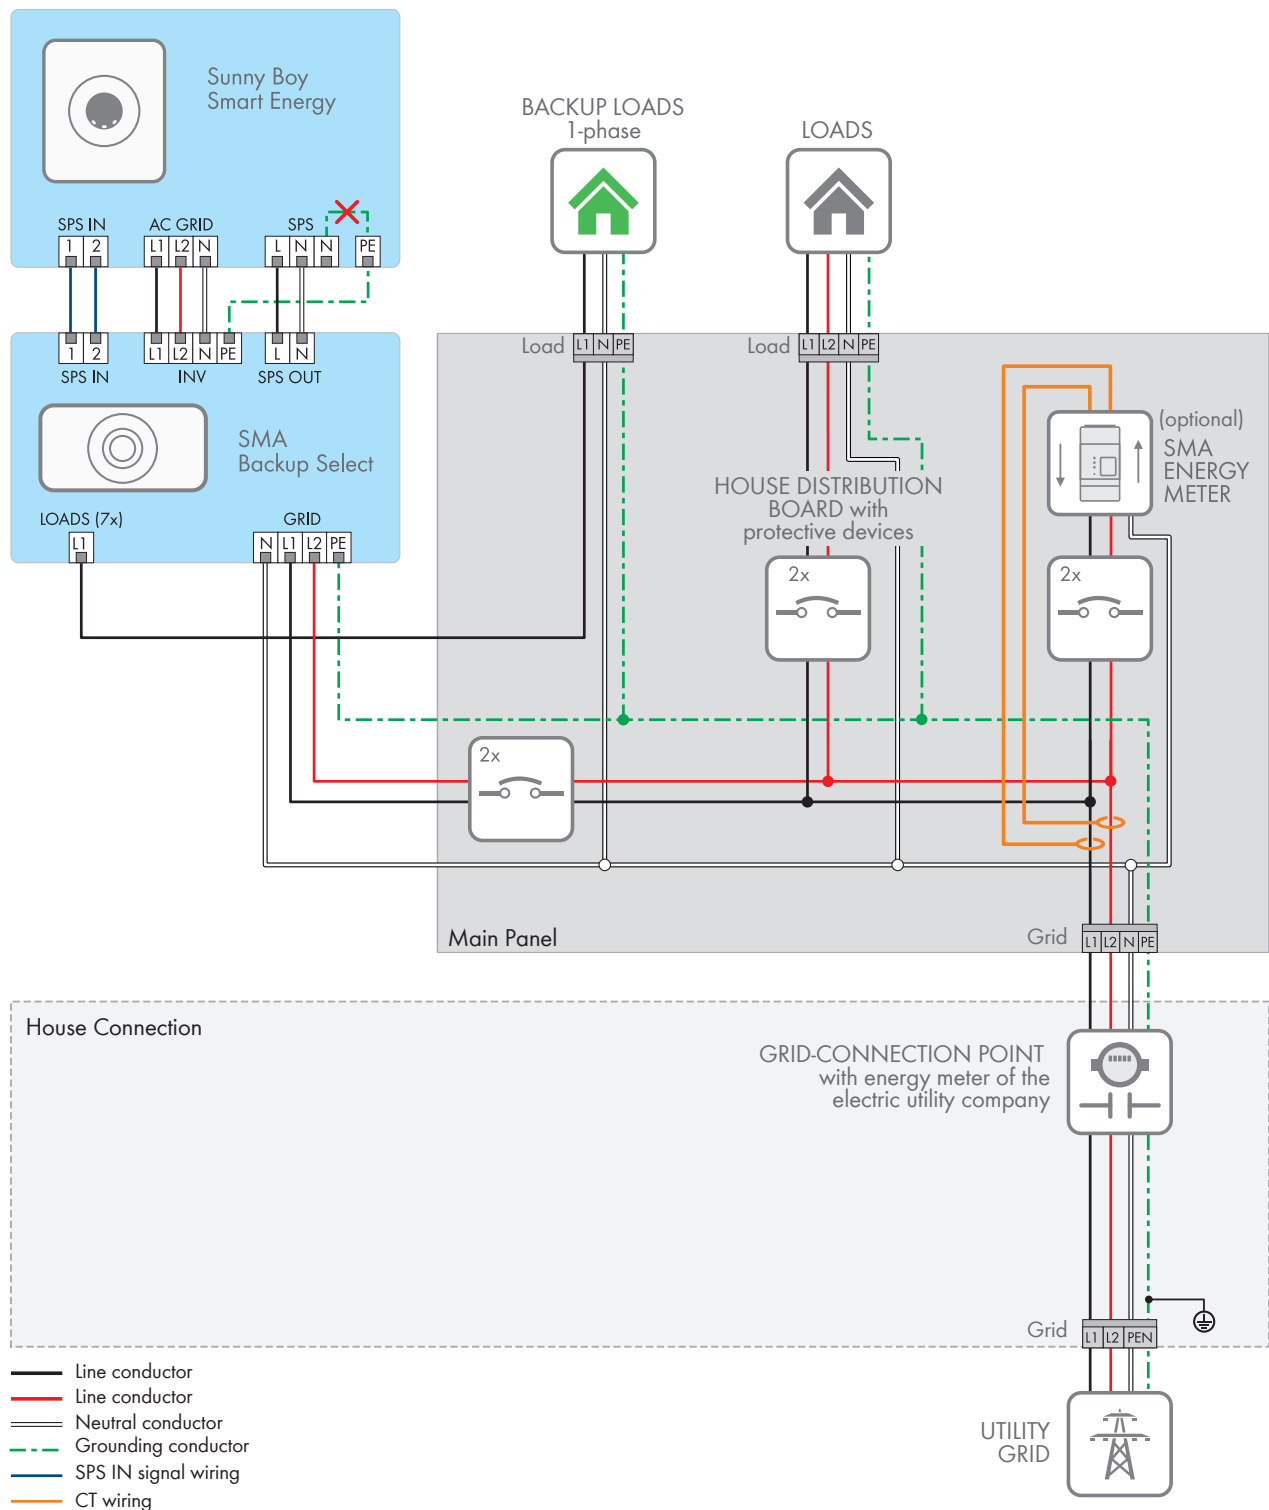 Sunny Boy
Smart Energy
SPS IN
AC GRID
SPS
1 2
L1 L2 N
L N N
PE
1 2
L1 L2 N PE
L N
SPS IN
INV
SPS OUT
SMA
Backup Select
LOADS (7x)
GRID
L1
N L1 L2 PE
BACKUP LOADS
1-phase
LOADS
Load
L1 N PE
Load
L1 L2 N PE
(optional)
SMA
ENERGY
METER
HOUSE DISTRIBUTION
BOARD with
protective devices
2x
2x
2x
Main Panel
Grid
L1 L2 N PE
House Connection
GRID-CONNECTION POINT
with energy meter of the
electric utility company
Grid
L1 L2 PEN
UTILITY
GRID
Line conductor
Line conductor
Neutral conductor
Grounding conductor
SPS IN signal wiring
CT wiring